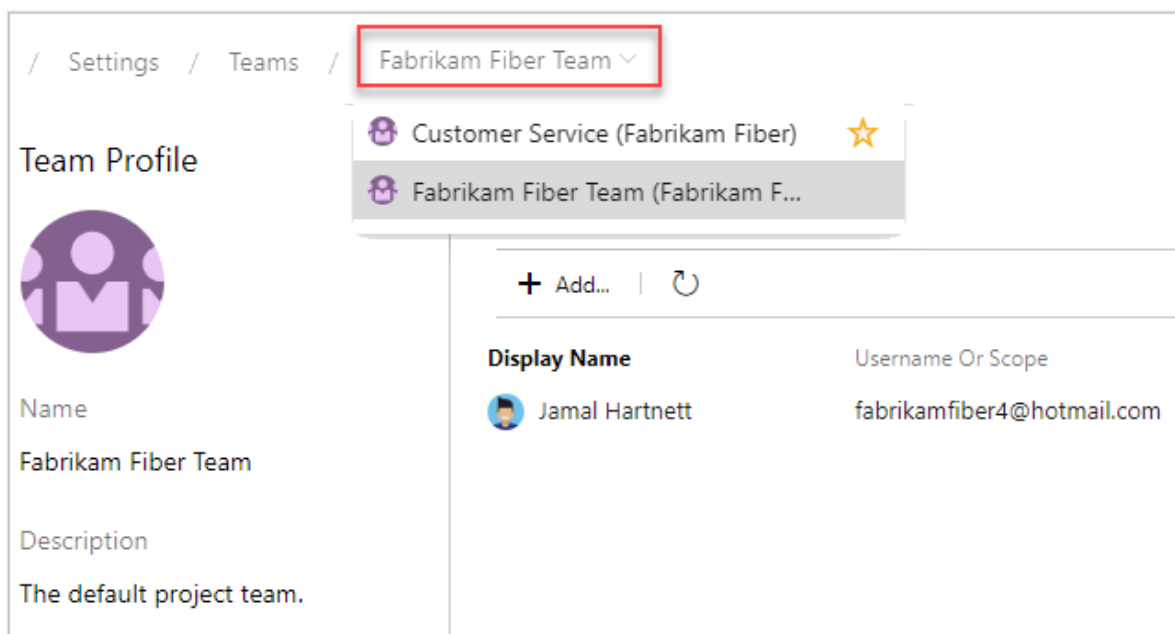 / Settings / Teams / Fabrikam Fiber Team
Customer Service (Fabrikam Fiber)
Team Profile
Fabrikam Fiber Team (Fabrikam F...
+ Add...
Display Name Username Or Scope
Name
Jamal Hartnett fabrikamfiber4@hotmail.com
Fabrikam Fiber Team
Description
The default project team.